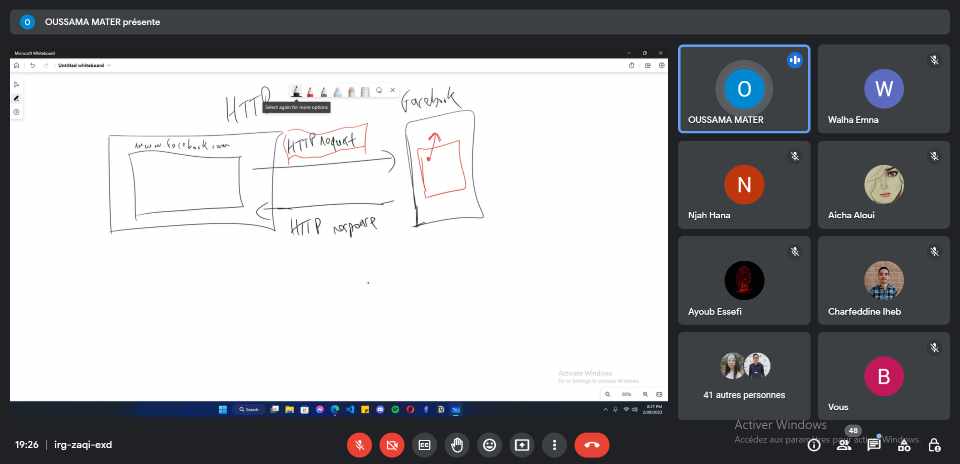 O OUSSAMA MATER présente
Microsoft Whiteboard
Untitled whiteboard
Select again for more options
HTTP
Facebook
www.facebook.com
HTTP request
HTTP response
Activate Windows
Go to Settings to activate Windows.
Search
O
OUSSAMA MATER
W
Walha Emna
N
Njah Hana
Aicha Aloui
Ayoub Essefi
Charfeddine Iheb
41 autres personnes
B
Vous
Activer Windows
Accédez aux paramètres pour activer Windows.
19:26 | irg-zaqi-exd
48